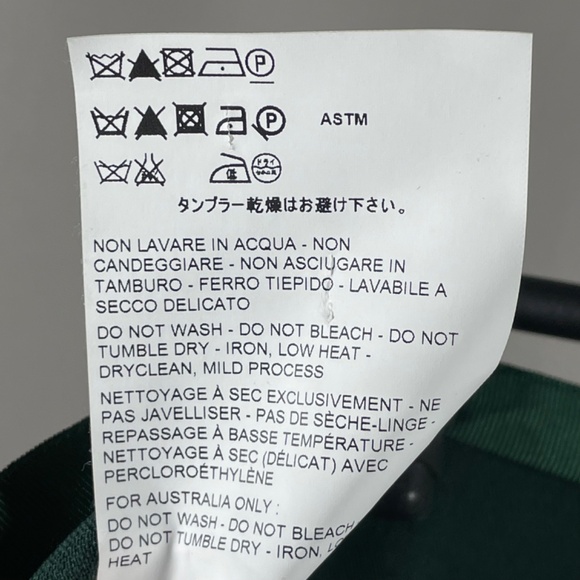 P
P ASTM
低 ドライ
タンブラー乾燥はお避け下さい。
NON LAVARE IN ACQUA - NON
CANDEGGIARE - NON ASCIUGARE IN
TAMBURO - FERRO TIEPIDO - LAVABILE A
SECCO DELICATO
DO NOT WASH - DO NOT BLEACH - DO NOT
TUMBLE DRY - IRON, LOW HEAT -
DRYCLEAN, MILD PROCESS
NETTOYAGE À SEC EXCLUSIVEMENT - NE
PAS JAVELLISER - PAS DE SÈCHE-LINGE -
REPASSAGE À BASSE TEMPÉRATURE -
NETTOYAGE À SEC (DÉLICAT) AVEC
PERCLOROÉTHYLÈNE
FOR AUSTRALIA ONLY :
DO NOT WASH - DO NOT BLEACH
DO NOT TUMBLE DRY - IRON,
HEAT